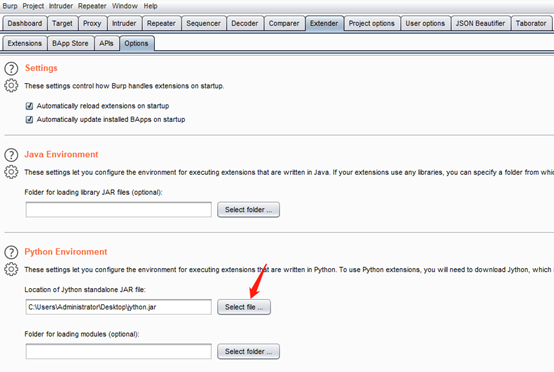 Burp Project Intruder Repeater Window Help
Dashboard Target Proxy Intruder Repeater Sequencer Decoder Comparer Extender Project options User options JSON Beautifier Taborator
Extensions BApp Store APIs Options
? Settings
These settings control how Burp handles extensions on startup.
Automatically reload extensions on startup
Automatically update installed BApps on startup
? Java Environment
These settings let you configure the environment for executing extensions that are written in Java. If your extensions use any libraries, you can specify a folder from whic
Folder for loading library JAR files (optional):
Select folder ...
? Python Environment
These settings let you configure the environment for executing extensions that are written in Python. To use Python extensions, you will need to download Jython, which
Location of Jython standalone JAR file:
C:\Users\Administrator\Desktop\jython.jar Select file ...
Folder for loading modules (optional):
Select folder ...